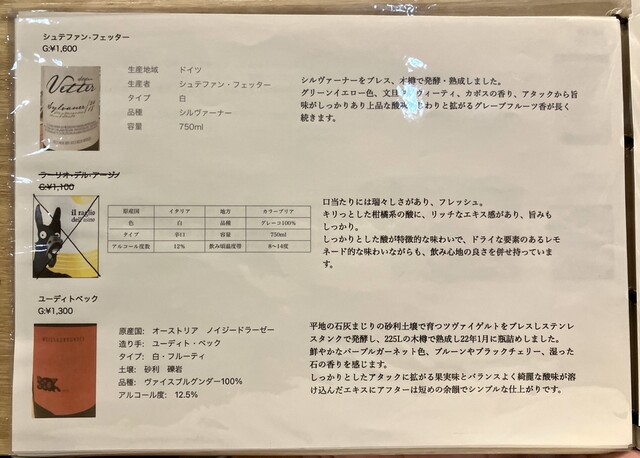 シュテファン・フェッター
G:¥1,600
Vetter
Sylvaner
生産地域 ドイツ
生産者 シュテファン・フェッター
タイプ 白
品種 シルヴァーナー
容量 750ml
シルヴァーナーをプレス、木樽で発酵・熟成しました。
グリーンイエロー色、文旦、 ウィーティ、カボスの香り、アタックから旨
味がしっかりあり上品な酸 じわりと拡がるグレープフルーツ香が長く
続きます。
ラーリオ・デル・アージノ
G:¥1,100
il raglio
dell'asino
原産国 イタリア 地方 カラーブリア
色 白 品種 グレーコ100%
タイプ 辛口 容量 750ml
アルコール度数 12% 飲み頃温度帯 8~14度
口当たりには瑞々しさがあり、フレッシュ。
キリっとした柑橘系の酸に、リッチなエキス感があり、旨みも
しっかり。
しっかりとした酸が特徴的な味わいで、ドライな要素のあるレモ
ネード的な味わいながらも、飲み心地の良さを併せ持っていま
す。
ユーディトベック
G:¥1,300
原産国: オーストリア ノイジードラーゼー
造り手: ユーディト・ベック
タイプ: 白・フルーティ
土壌: 砂利 礫岩
品種: ヴァイスブルグンダー100%
アルコール度: 12.5%
平地の石灰まじりの砂利土壌で育つツヴァイゲルトをプレスしステンレ
スタンクで発酵し、225Lの木樽で熟成し22年1月に瓶詰めしました。
鮮やかなパープルガーネット色、プルーンやブラックチェリー、湿った
石の香りを感じます。
しっかりとしたアタックに拡がる果実味とバランスよく綺麗な酸味が溶
け込んだエキスにアフターは短めの余韻でシンプルな仕上がりです。